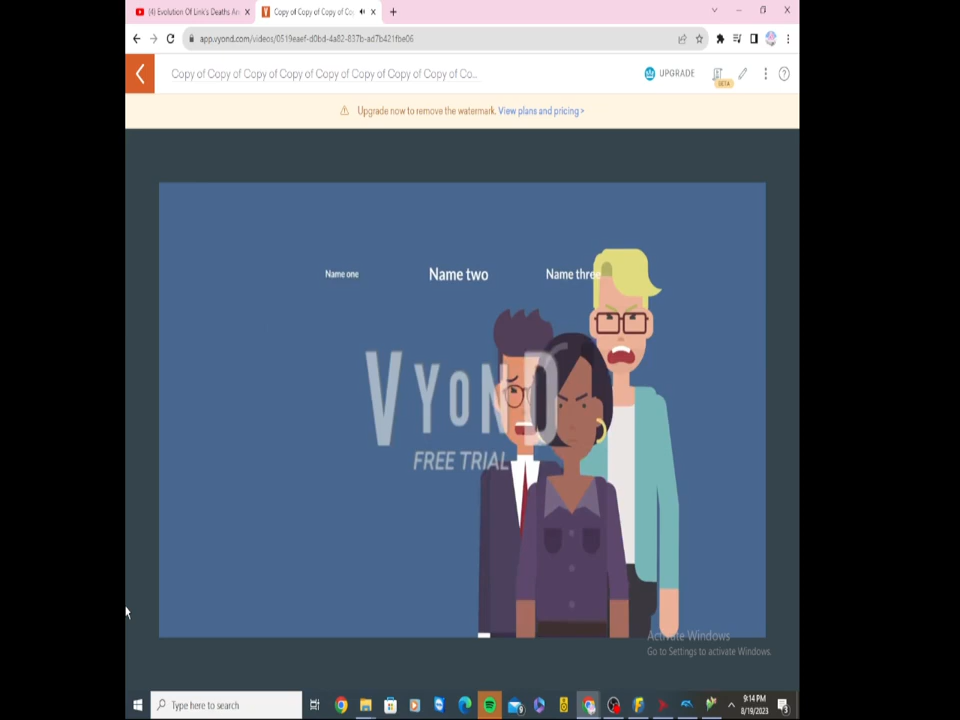 (4) Evolution Of Link's Deaths An
Copy of Copy of Copy of Co
app.vyond.com/videos/0519eaef-d0bd-4a82-837b-ad7b421fbe06
Copy of Copy of Copy of Copy of Copy of Copy of Copy of Copy of Co...
UPGRADE
BETA
Upgrade now to remove the watermark. View plans and pricing >
Name one
Name two
Name three
VYOND
FREE TRIAL
Activate Windows
Go to Settings to activate Windows.
Type here to search
9:14 PM
8/19/2023